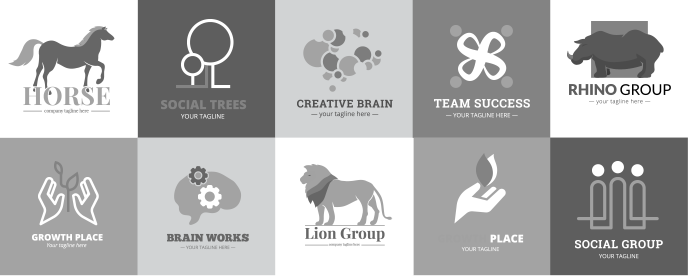 HORSE
company tagline here
SOCIAL TREES
YOUR TAGLINE
CREATIVE BRAIN
— your tagline here —
TEAM SUCCESS
— YOUR TAGLINE HERE —
RHINO GROUP
— your tagline here —
GROWTH PLACE
Your tagline here
BRAIN WORKS
— YOUR TAGLINE HERE —
Lion Group
company tagline here
PLACE
YOUR TAGLINE
SOCIAL GROUP
YOUR TAGLINE